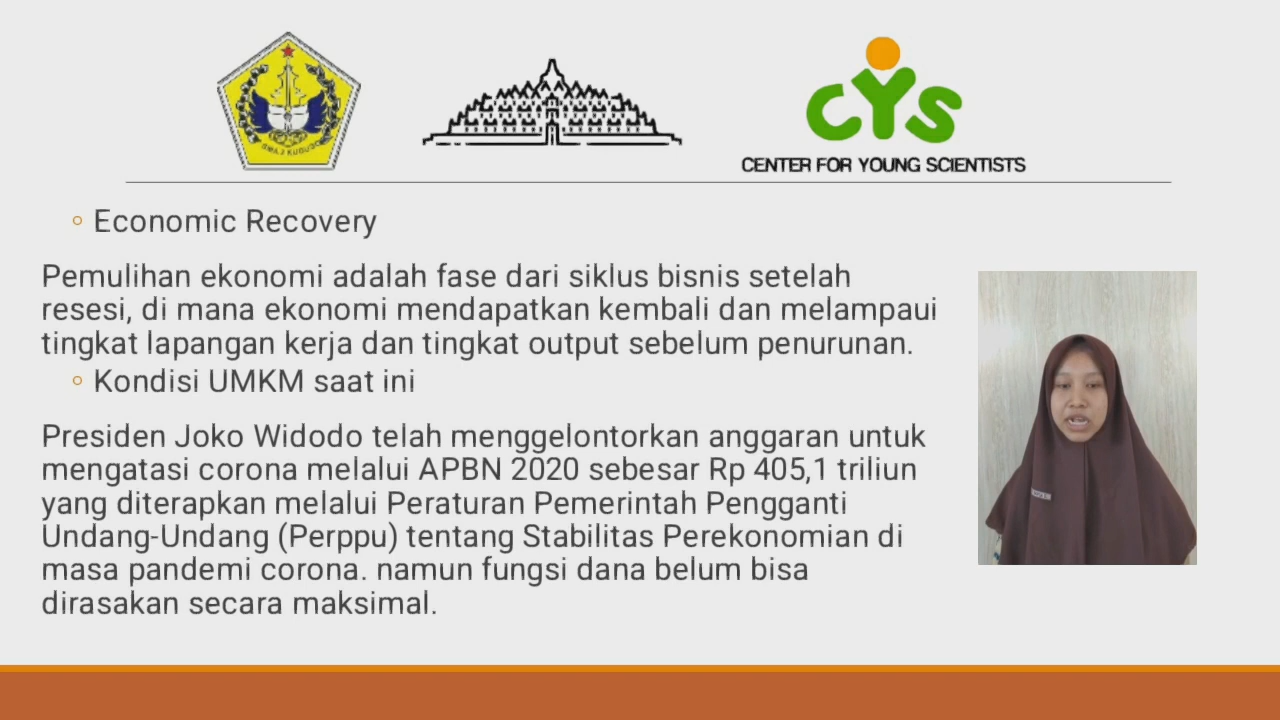 CYS
CENTER FOR YOUNG SCIENTISTS
Economic Recovery
Pemulihan ekonomi adalah fase dari siklus bisnis setelah
resesi, di mana ekonomi mendapatkan kembali dan melampaui
tingkat lapangan kerja dan tingkat output sebelum penurunan.
Kondisi UMKM saat ini
Presiden Joko Widodo telah menggelontorkan anggaran untuk
mengatasi corona melalui APBN 2020 sebesar Rp 405,1 triliun
yang diterapkan melalui Peraturan Pemerintah Pengganti
Undang-Undang (Perppu) tentang Stabilitas Perekonomian di
masa pandemi corona. namun fungsi dana belum bisa
dirasakan secara maksimal.